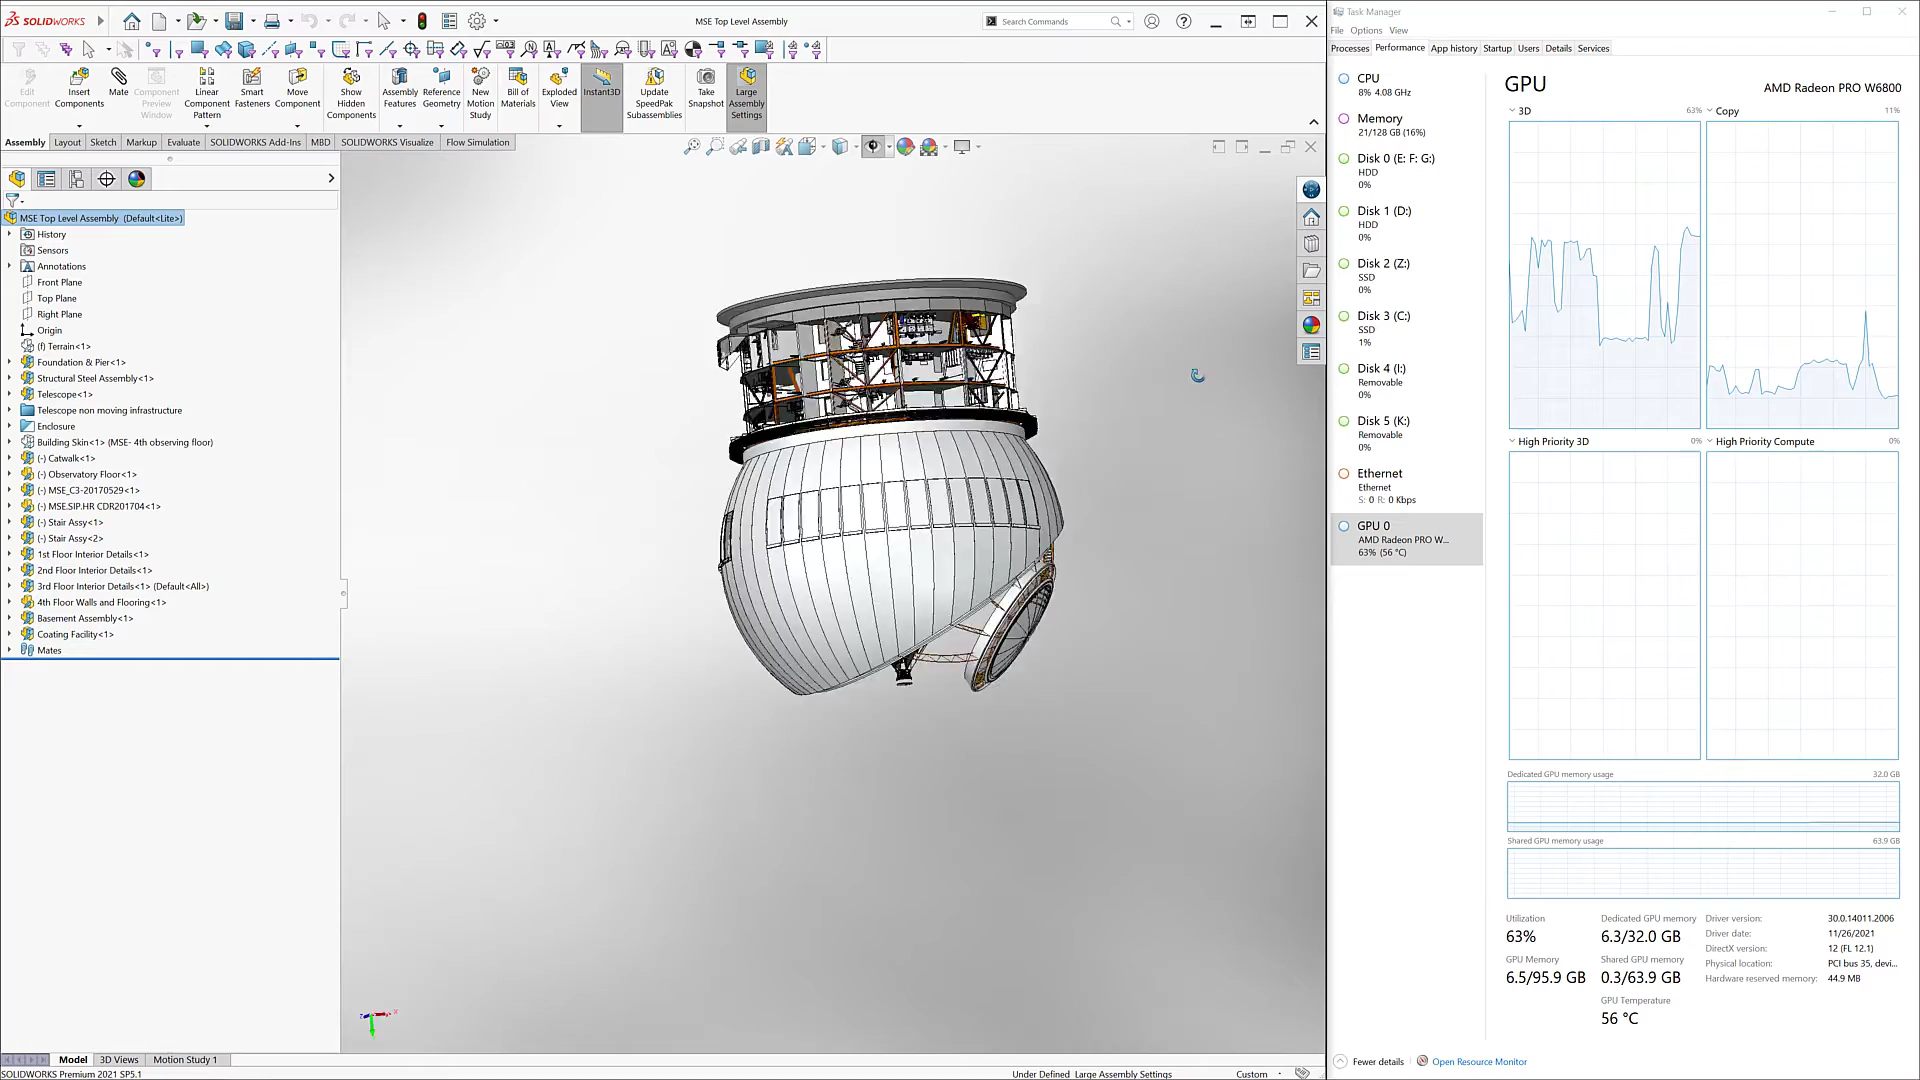 SOLIDWORKS
MSE Top Level Assembly
Search Commands
Edit Component
Insert Components
Mate
Component Preview Window
Linear Component Pattern
Smart Fasteners
Move Component
Show Hidden Components
Assembly Features
Reference Geometry
New Motion Study
Bill of Materials
Exploded View
Instant3D
Update SpeedPak Subassemblies
Take Snapshot
Large Assembly Settings
Assembly Layout Sketch Markup Evaluate SOLIDWORKS Add-Ins MBD SOLIDWORKS Visualize Flow Simulation
MSE Top Level Assembly (Default<Lite>)
History
Sensors
Annotations
Front Plane
Top Plane
Right Plane
Origin
(f) Terrain<1>
Foundation & Pier<1>
Structural Steel Assembly<1>
Telescope<1>
Telescope non moving infrastructure
Enclosure
Building Skin<1> (MSE- 4th observing floor)
(-) Catwalk<1>
(-) Observatory Floor<1>
(-) MSE_C3-20170529<1>
(-) MSE.SIP.HR CDR201704<1>
(-) Stair Assy<1>
(-) Stair Assy<2>
1st Floor Interior Details<1>
2nd Floor Interior Details<1>
3rd Floor Interior Details<1> (Default<All>)
4th Floor Walls and Flooring<1>
Basement Assembly<1>
Coating Facility<1>
Mates
Model 3D Views Motion Study 1
SOLIDWORKS Premium 2021 SP5.1
Under Defined Large Assembly Settings Custom
Task Manager
File Options View
Processes Performance App history Startup Users Details Services
CPU
8% 4.08 GHz
Memory
21/128 GB (16%)
Disk 0 (E: F: G:)
HDD
0%
Disk 1 (D:)
HDD
0%
Disk 2 (Z:)
SSD
0%
Disk 3 (C:)
SSD
1%
Disk 4 (I:)
Removable
0%
Disk 5 (K:)
Removable
0%
Ethernet
Ethernet
S: 0 R: 0 Kbps
GPU 0
AMD Radeon PRO W...
63% (56 °C)
GPU AMD Radeon PRO W6800
3D 63% Copy 11%
High Priority 3D 0% High Priority Compute 0%
Dedicated GPU memory usage 32.0 GB
Shared GPU memory usage 63.9 GB
Utilization
63%
GPU Memory
6.5/95.9 GB
Dedicated GPU memory
6.3/32.0 GB
Shared GPU memory
0.3/63.9 GB
GPU Temperature
56 °C
Driver version: 30.0.14011.2006
Driver date: 11/26/2021
DirectX version: 12 (FL 12.1)
Physical location: PCI bus 35, devi...
Hardware reserved memory: 44.9 MB
Fewer details Open Resource Monitor